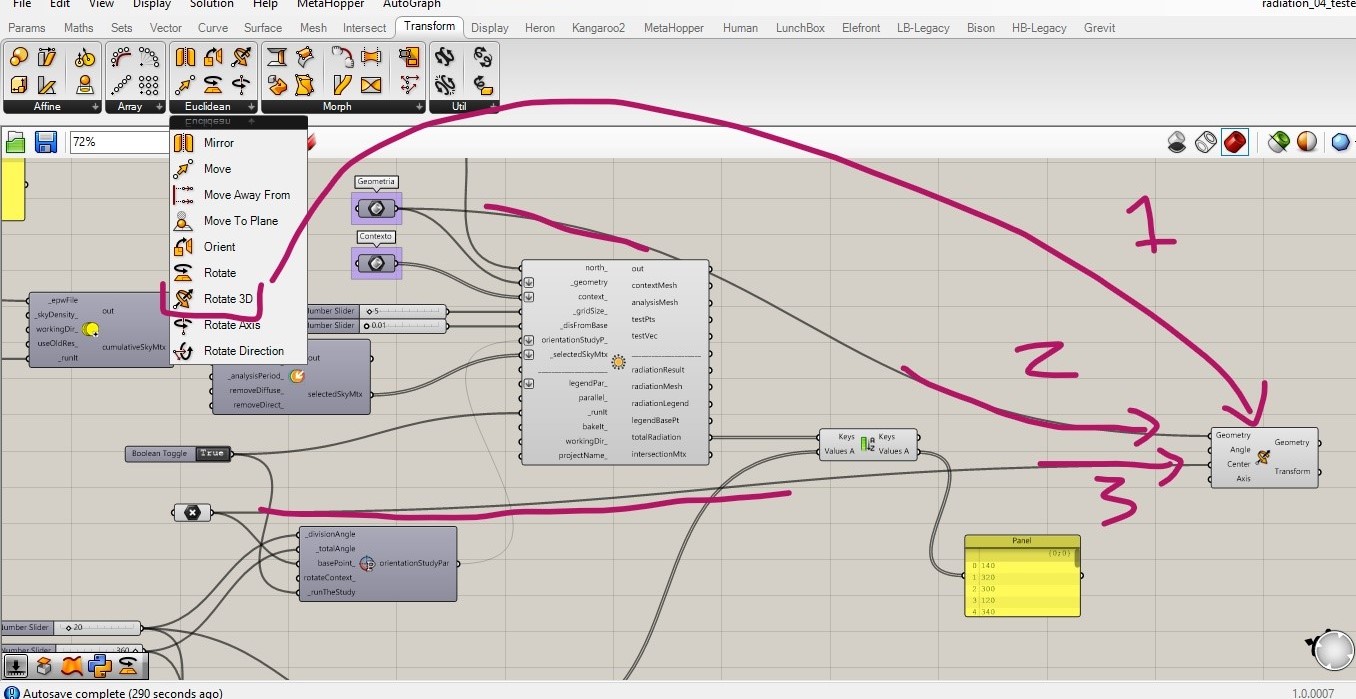 File Edit View Display Solution Help MetaHopper AutoGraph radiation_04_teste
Params Maths Sets Vector Curve Surface Mesh Intersect Transform Display Heron Kangaroo2 MetaHopper Human LunchBox Elefront LB-Legacy Bison HB-Legacy Grevit
Affine Array Euclidean Morph Util
Euclidean
72%
Mirror
Move
Move Away From
Move To Plane
Orient
Rotate
Rotate 3D
Rotate Axis
Rotate Direction
Geometria
Contexto
1
2
3
_epwFile
_skyDensity_
workingDir_
useOldRes_
_runIt
out
cumulativeSkyMtx
Number Slider 5
Number Slider 0.01
out
_analysisPeriod_
removeDiffuse_
removeDirect_
selectedSkyMtx
north_
_geometry
context_
_gridSize_
_disFromBase
orientationStudyP_
_selectedSkyMtx
legendPar_
parallel_
_runIt
bakeIt_
workingDir_
projectName_
out
contextMesh
analysisMesh
testPts
testVec
radiationResult
radiationMesh
radiationLegend
legendBasePt
totalRadiation
intersectionMtx
Boolean Toggle True
Keys
Values A
Keys
Values A
Geometry
Angle
Center
Axis
Geometry
Transform
_divisionAngle
_totalAngle
basePoint_
rotateContext_
_runTheStudy
orientationStudyPar
Panel
{0;0}
0 140
1 320
2 300
3 120
4 340
Number Slider 20
Number Slider 360
Autosave complete (290 seconds ago) 1.0.0007